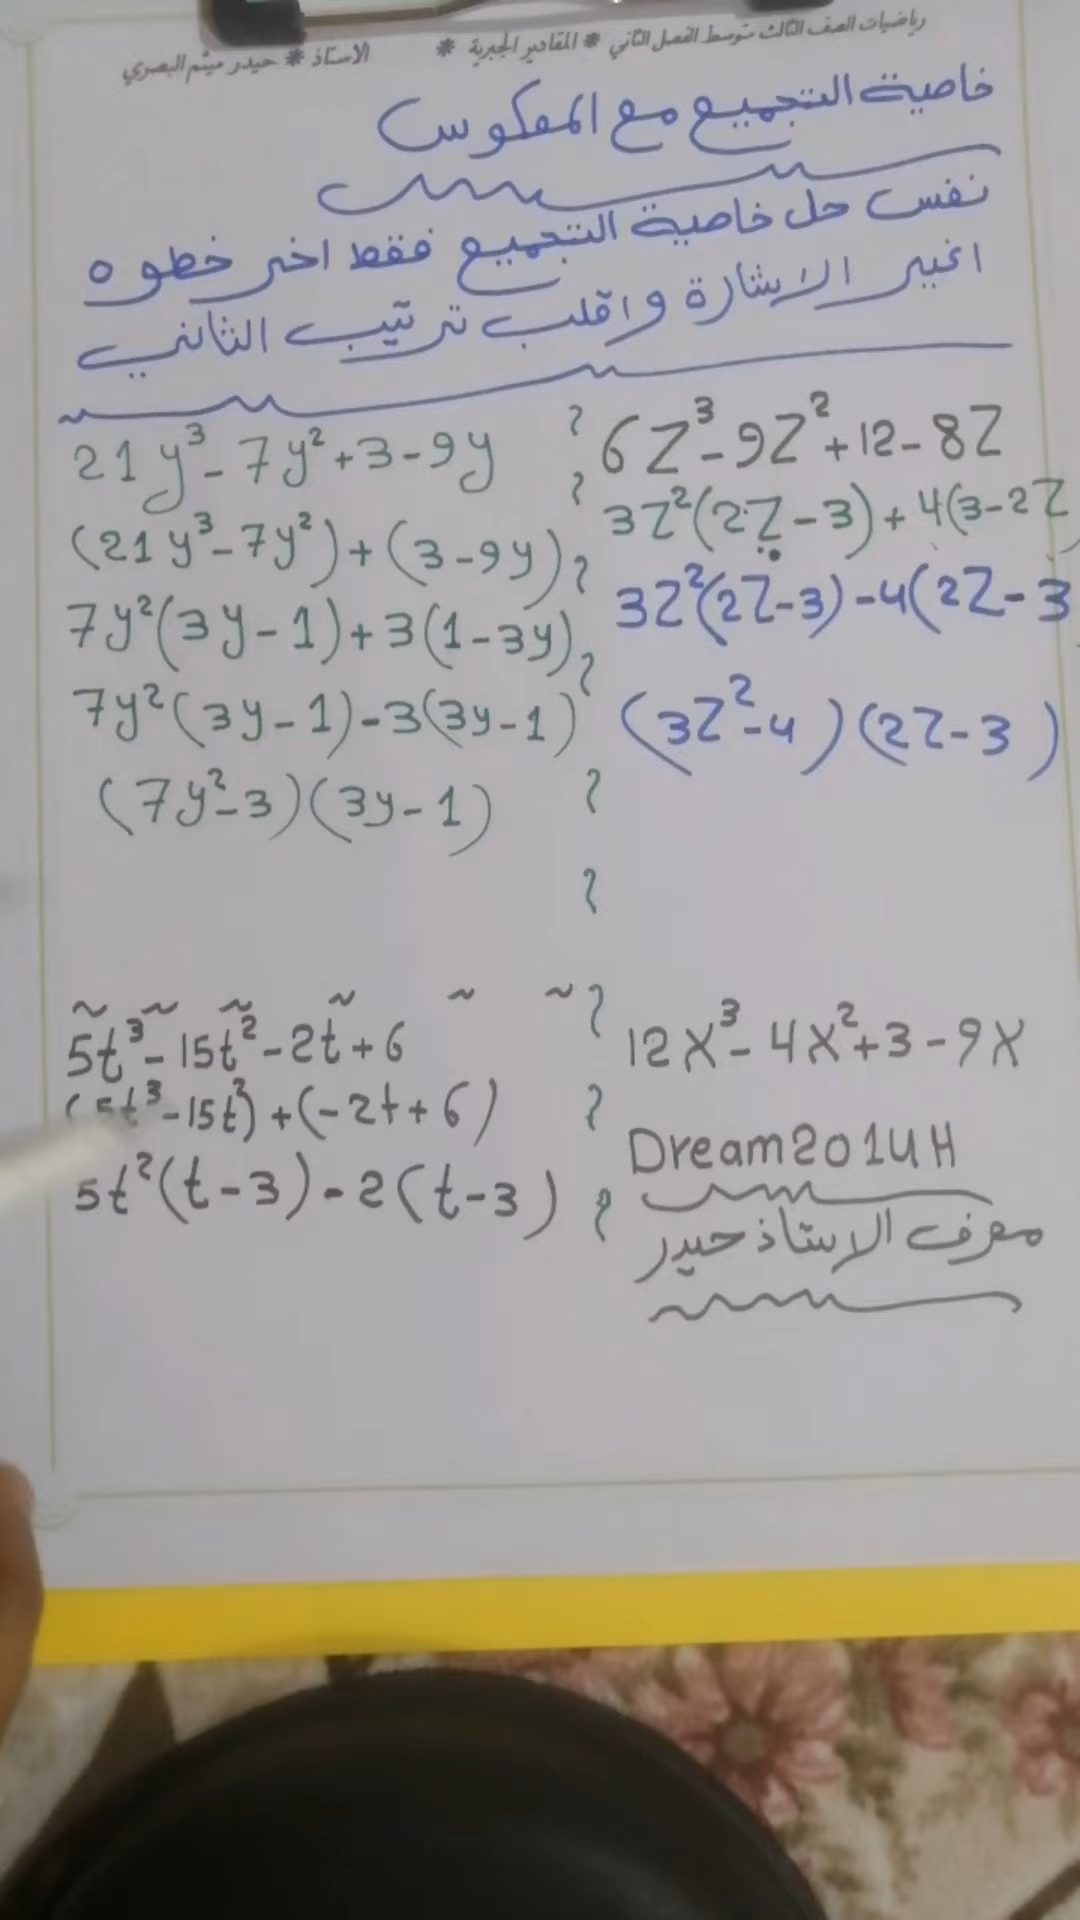 رياضيات الصف الثالث متوسط الفصل الثاني * المقادير الجبرية * الاستاذ * حيدر ميثم البصري
خاصية التجميع مع المعكوس
نفس حل خاصية التجميع فقط اخر خطوه
اغير الاشارة واقلب ترتيب الثاني
21y³ - 7y² + 3 - 9y
(21y³ - 7y²) + (3 - 9y)
7y²(3y - 1) + 3(1 - 3y)
7y²(3y - 1) - 3(3y - 1)
(7y² - 3)(3y - 1)
6Z³ - 9Z² + 12 - 8Z
3Z²(2Z - 3) + 4(3 - 2Z
3Z²(2Z - 3) - 4(2Z - 3
(3Z² - 4)(2Z - 3)
5t³ - 15t² - 2t + 6
(5t³ - 15t²) + (-2t + 6)
5t²(t - 3) - 2(t - 3)
12X³ - 4X² + 3 - 9X
Dream201UH
معرف الاستاذ حيدر